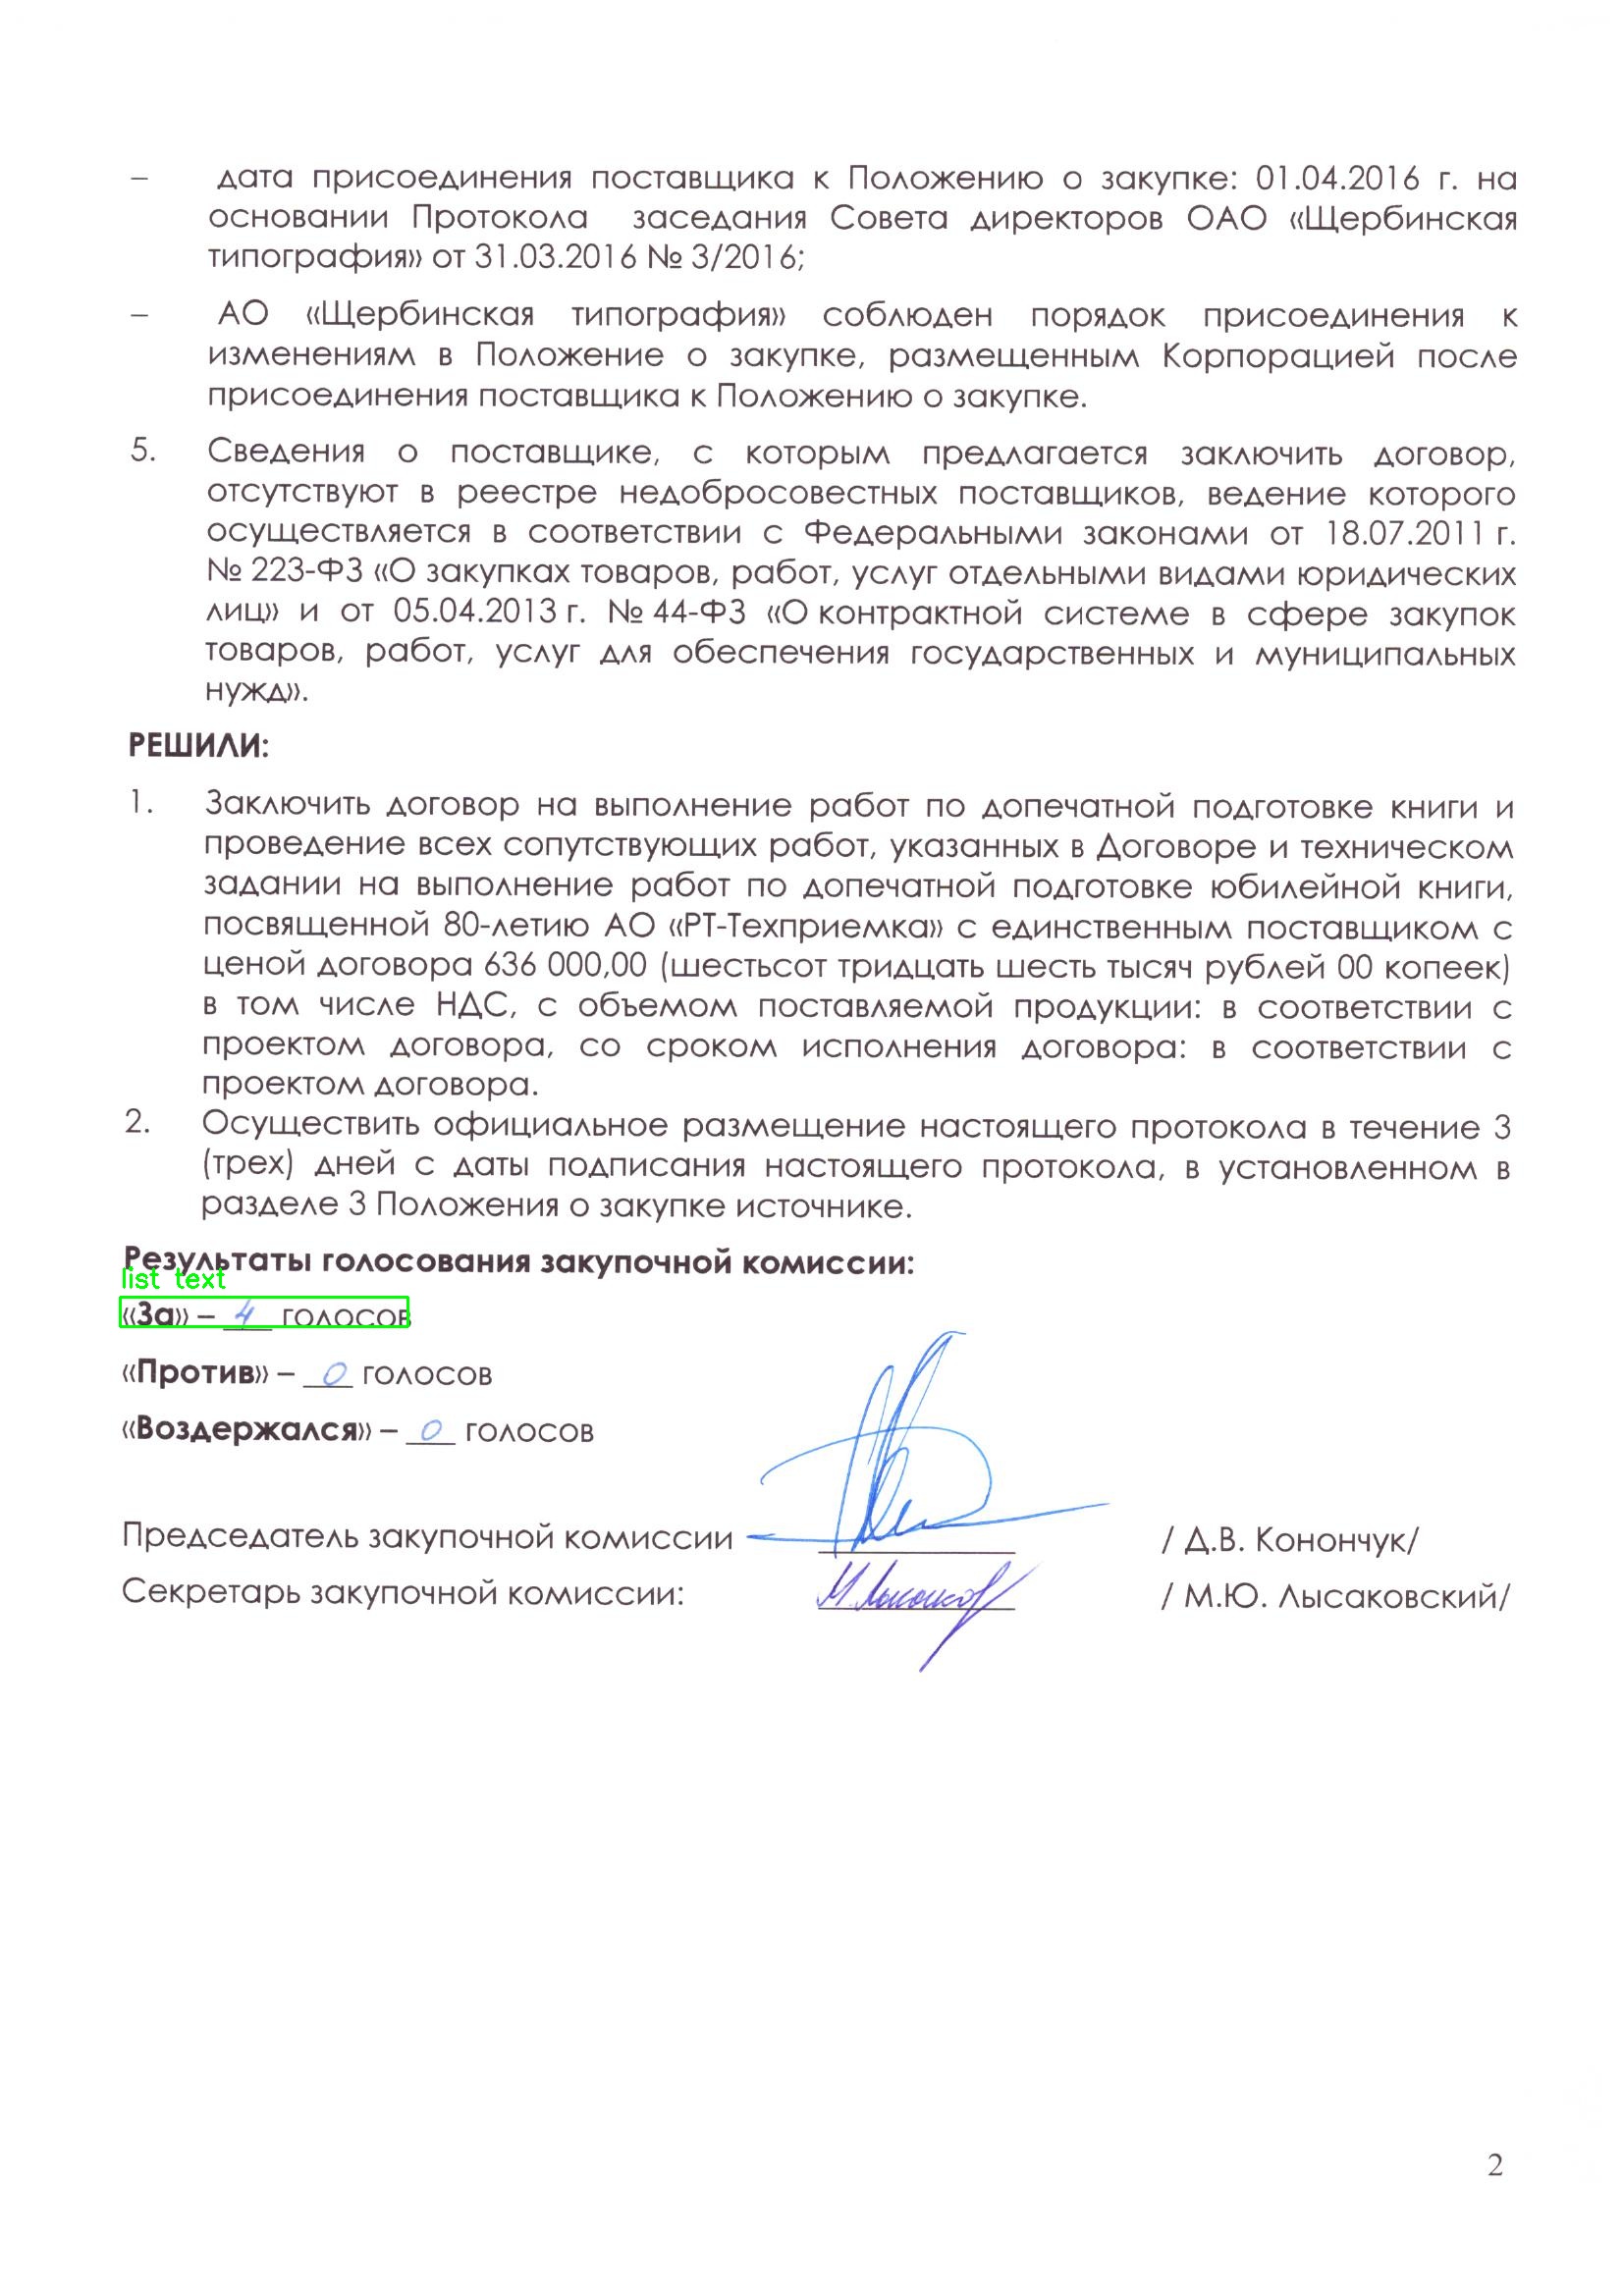 – дата присоединения поставщика к Положению о закупке: 01.04.2016 г. на
основании Протокола заседания Совета директоров ОАО «Щербинская
типография» от 31.03.2016 № 3/2016;
– АО «Щербинская типография» соблюден порядок присоединения к
изменениям в Положение о закупке, размещенным Корпорацией после
присоединения поставщика к Положению о закупке.
5. Сведения о поставщике, с которым предлагается заключить договор,
отсутствуют в реестре недобросовестных поставщиков, ведение которого
осуществляется в соответствии с Федеральными законами от 18.07.2011 г.
№ 223-ФЗ «О закупках товаров, работ, услуг отдельными видами юридических
лиц» и от 05.04.2013 г. № 44-ФЗ «О контрактной системе в сфере закупок
товаров, работ, услуг для обеспечения государственных и муниципальных
нужд».
РЕШИЛИ:
1. Заключить договор на выполнение работ по допечатной подготовке книги и
проведение всех сопутствующих работ, указанных в Договоре и техническом
задании на выполнение работ по допечатной подготовке юбилейной книги,
посвященной 80-летию АО «РТ-Техприемка» с единственным поставщиком с
ценой договора 636 000,00 (шестьсот тридцать шесть тысяч рублей 00 копеек)
в том числе НДС, с объемом поставляемой продукции: в соответствии с
проектом договора, со сроком исполнения договора: в соответствии с
проектом договора.
2. Осуществить официальное размещение настоящего протокола в течение 3
(трех) дней с даты подписания настоящего протокола, в установленном в
разделе 3 Положения о закупке источнике.
Результаты голосования закупочной комиссии:
list text
«За» – 4 голосов
«Против» – 0 голосов
«Воздержался» – 0 голосов
Председатель закупочной комиссии / Д.В. Конончук/
Секретарь закупочной комиссии: / М.Ю. Лысаковский/
2